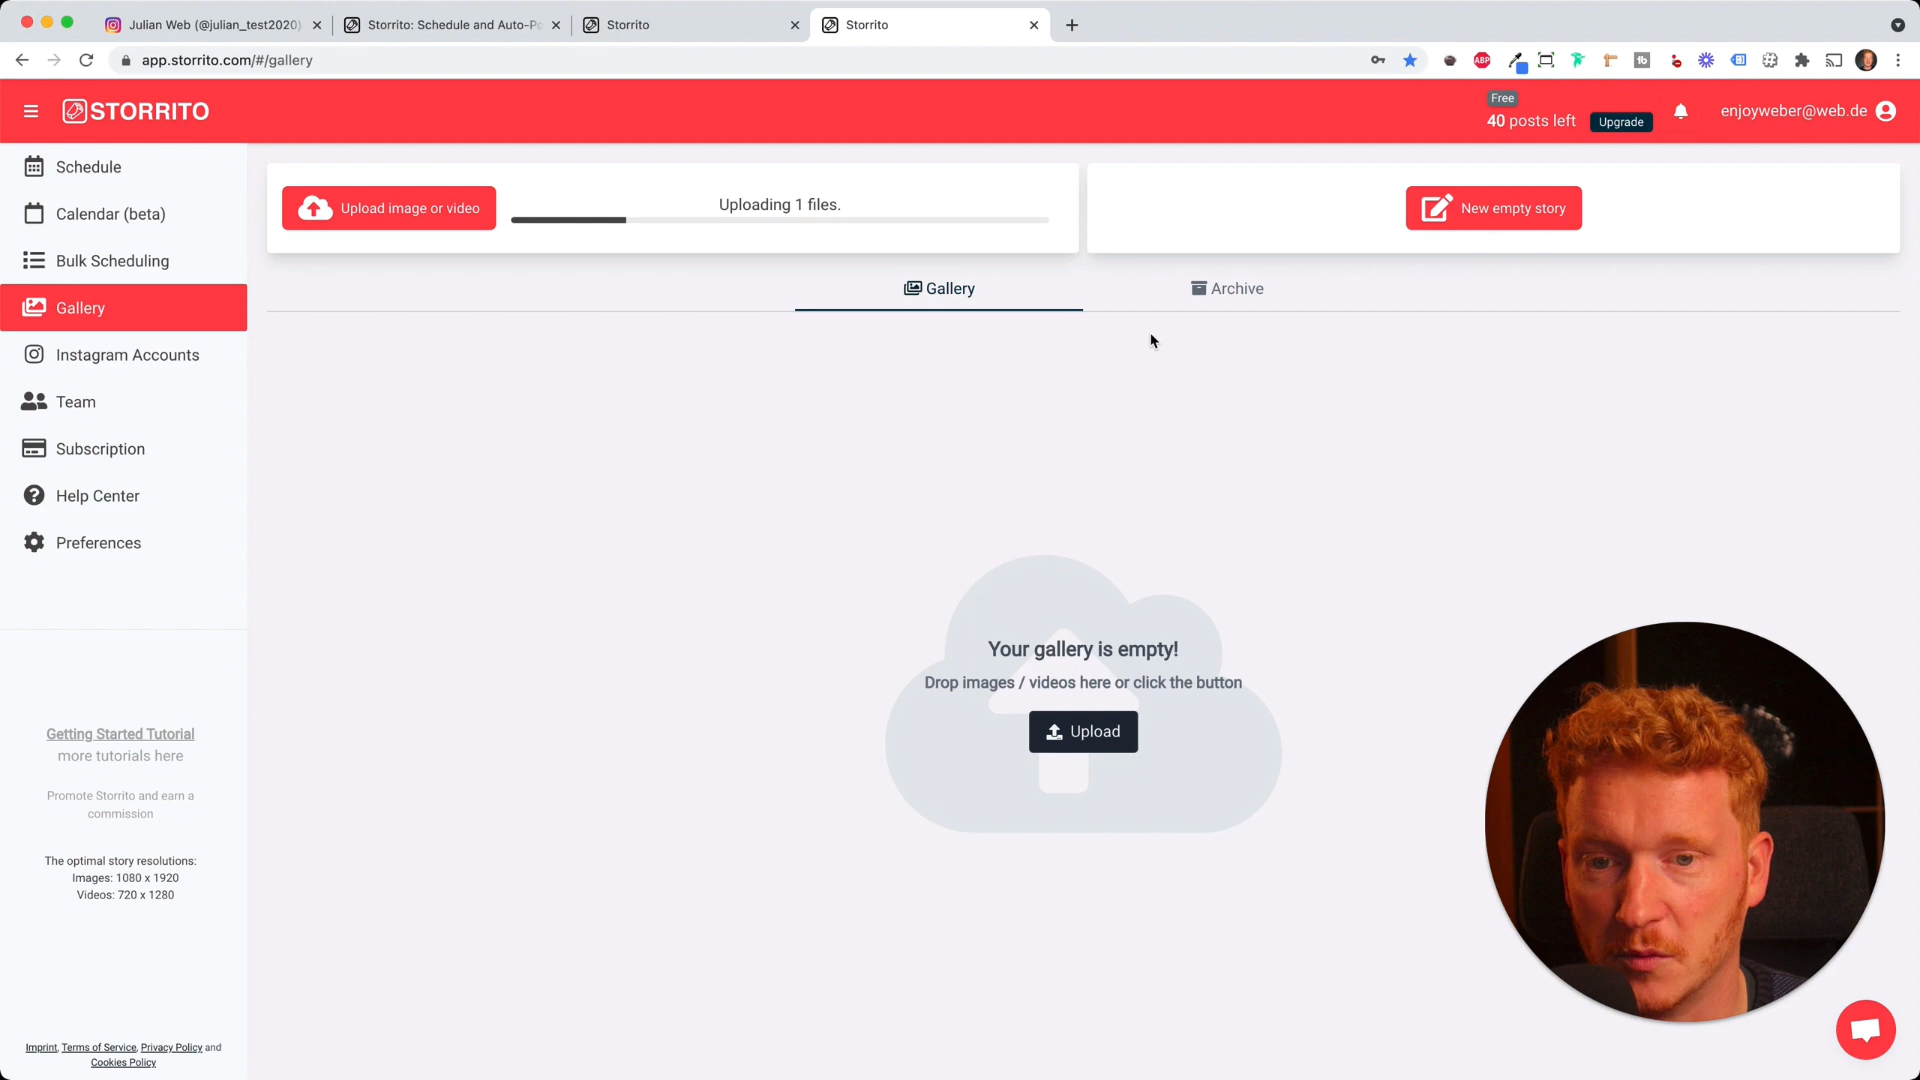 Julian Web (@julian_test2020)
Storrito: Schedule and Auto-Po
Storrito
Storrito
app.storrito.com/#/gallery
ABP
STORRITO
Free
40 posts left
Upgrade
enjoyweber@web.de
Schedule
Calendar (beta)
Bulk Scheduling
Gallery
Instagram Accounts
Team
Subscription
Help Center
Preferences
Upload image or video
Uploading 1 files.
New empty story
Gallery
Archive
Your gallery is empty!
Drop images / videos here or click the button
Upload
Getting Started Tutorial
more tutorials here
Promote Storrito and earn a
commission
The optimal story resolutions:
Images: 1080 x 1920
Videos: 720 x 1280
Imprint, Terms of Service, Privacy Policy and
Cookies Policy